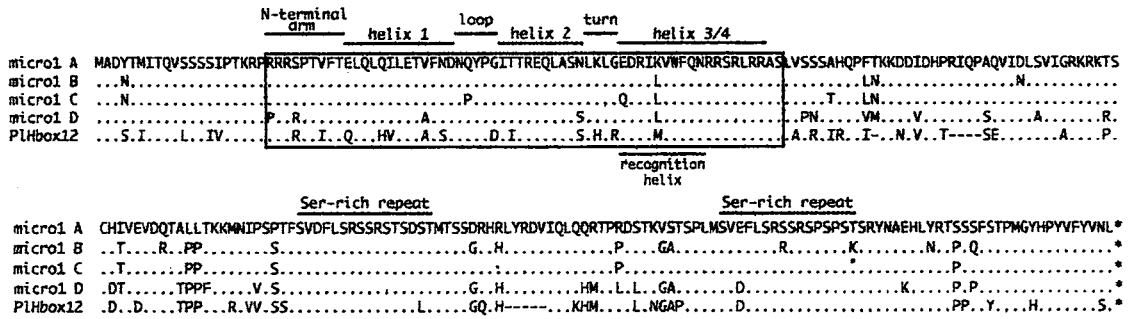 N-terminal
arm loop turn
helix 1 helix 2 helix 3/4
micro1 A MADYTMITQVSSSSIPTKRPRRRSPTVFTELQLQILETVFNDNQYPGITTREQLASNLKLGEDRIKVWFQNRRSRLRRASLVSSSAHQPFTKKDDIDHPRIQPAQVIDLSVIGRKRKTS
micro1 B ...N.............................................................L.......................LN................N...........
micro1 C ...N.......................................P.................Q...L...................T...LN............................
micro1 D ....................P..R..............A.................S........L................PN.....VM......V.....S.....A.......R.
PlHbox12 ...S.I....L..IV........R..I..Q...HV...A.S.....D.I.......S.H.R....M...............A.R.IR..I-..N.V..T----SE.......A....P.
recognition
helix
Ser-rich repeat Ser-rich repeat
micro1 A CHIVEVDQTALLTKKMNIPSPTFSVDFLSRSSRSTSDSTMTSSDRHRLYRDVIQLQQRTPRDSTKVSTSPLMSVEFLSRSSRSPSPSTSRYNAEHLYRTSSSFSTPMGYHPYVFYVNL*
micro1 B ..T....R..PP........S......................G..H.............P....GA............R.......K........N..P.Q................*
micro1 C ..T.......PP........S.........................:.............P......................................P..................*
micro1 D .DT......TPPF.....V.S......................G..H.........HM..L.L..GA.......D..................K.....P.P................*
PlHbox12 .D..D....TPP...R.VV.SS...............L.....GQ.H-----...KHM....L.NGAP......D........................PP..Y....H.......S.*